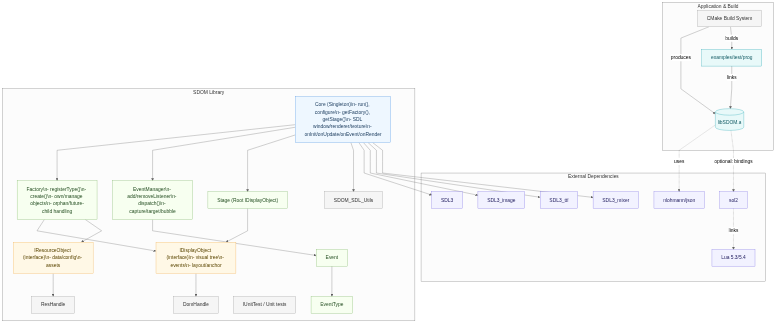 Application & Build
CMake Build System
builds
produces
examples/test/prog
links
libSDOM.a
uses
optional: bindings
SDOM Library
Core (Singleton)\n- run(),
configure\n- getFactory(),
getStage()\n- SDL
window/renderer/texture\n-
onInit/onUpdate/onEvent/onRender
Factory\n- registerType()\n-
create()\n- own/manage
objects\n- orphan/future-
child handling
EventManager\n-
add/removeListener\n-
dispatch()\n-
capture/target/bubble
Stage (Root IDisplayObject)
SDOM_SDL_Utils
IResourceObject
(interface)\n-
data/config\n-
assets
IDisplayObject
(interface)\n- visual tree\n-
events\n- layout/anchor
Event
ResHandle
DomHandle
IUnitTest / Unit tests
EventType
External Dependencies
SDL3
SDL3_image
SDL3_ttf
SDL3_mixer
nlohmann/json
sol2
links
Lua 5.3/5.4